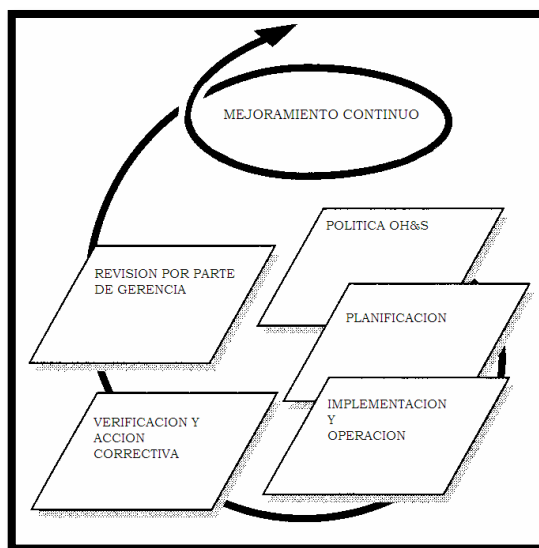 MEJORAMIENTO CONTINUO
POLITICA OH&S
REVISION POR PARTE
DE GERENCIA
PLANIFICACION
VERIFICACION Y
ACCION
CORRECTIVA
IMPLEMENTACION
Y
OPERACION